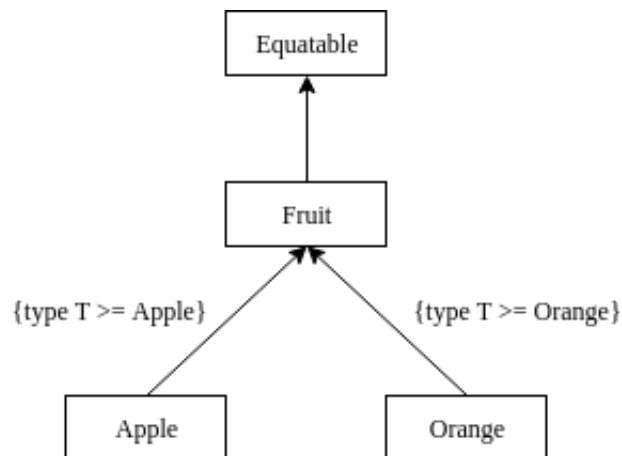 Equatable
Fruit
{type T >= Apple}
{type T >= Orange}
Apple
Orange